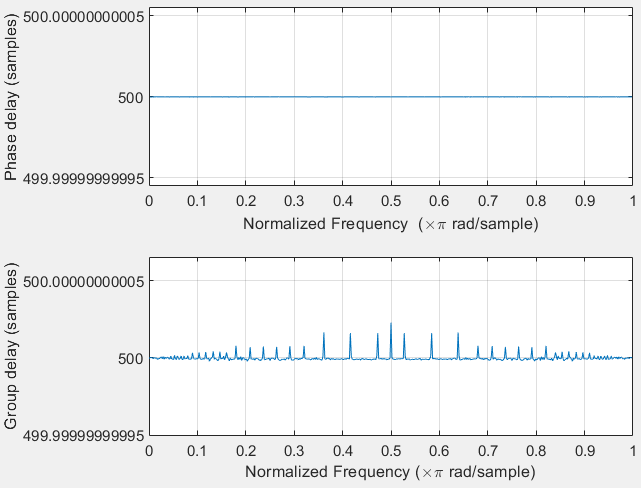 Phase delay (samples)
500.00000000005
500
499.99999999995
0 0.1 0.2 0.3 0.4 0.5 0.6 0.7 0.8 0.9 1
Normalized Frequency (×π rad/sample)
Group delay (samples)
500.00000000005
500
499.99999999995
0 0.1 0.2 0.3 0.4 0.5 0.6 0.7 0.8 0.9 1
Normalized Frequency (×π rad/sample)